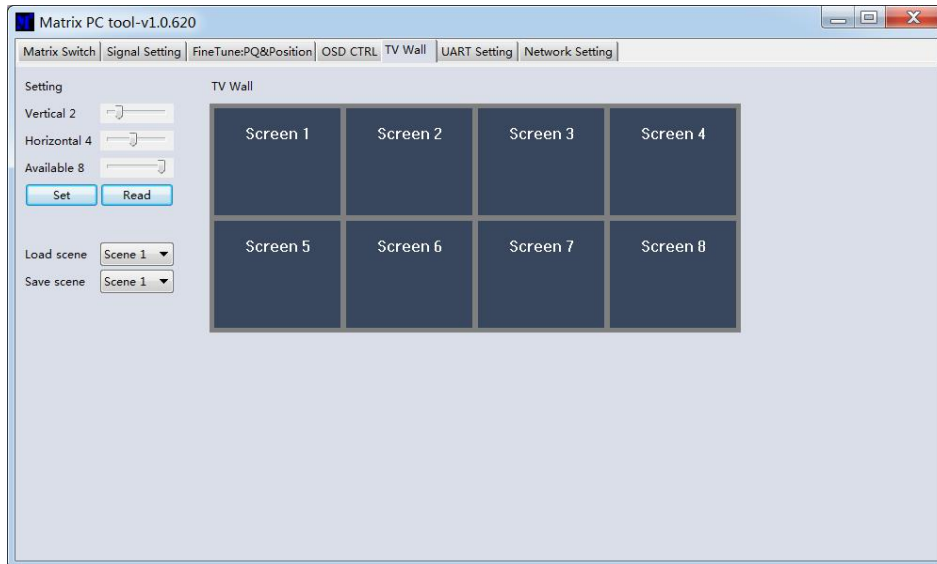 Matrix PC tool-v1.0.620
Matrix Switch Signal Setting FineTune:PQ&Position OSD CTRL TV Wall UART Setting Network Setting
Setting TV Wall
Vertical 2
Horizontal 4
Available 8
Set Read
Load scene Scene 1
Save scene Scene 1
Screen 1 Screen 2 Screen 3 Screen 4
Screen 5 Screen 6 Screen 7 Screen 8